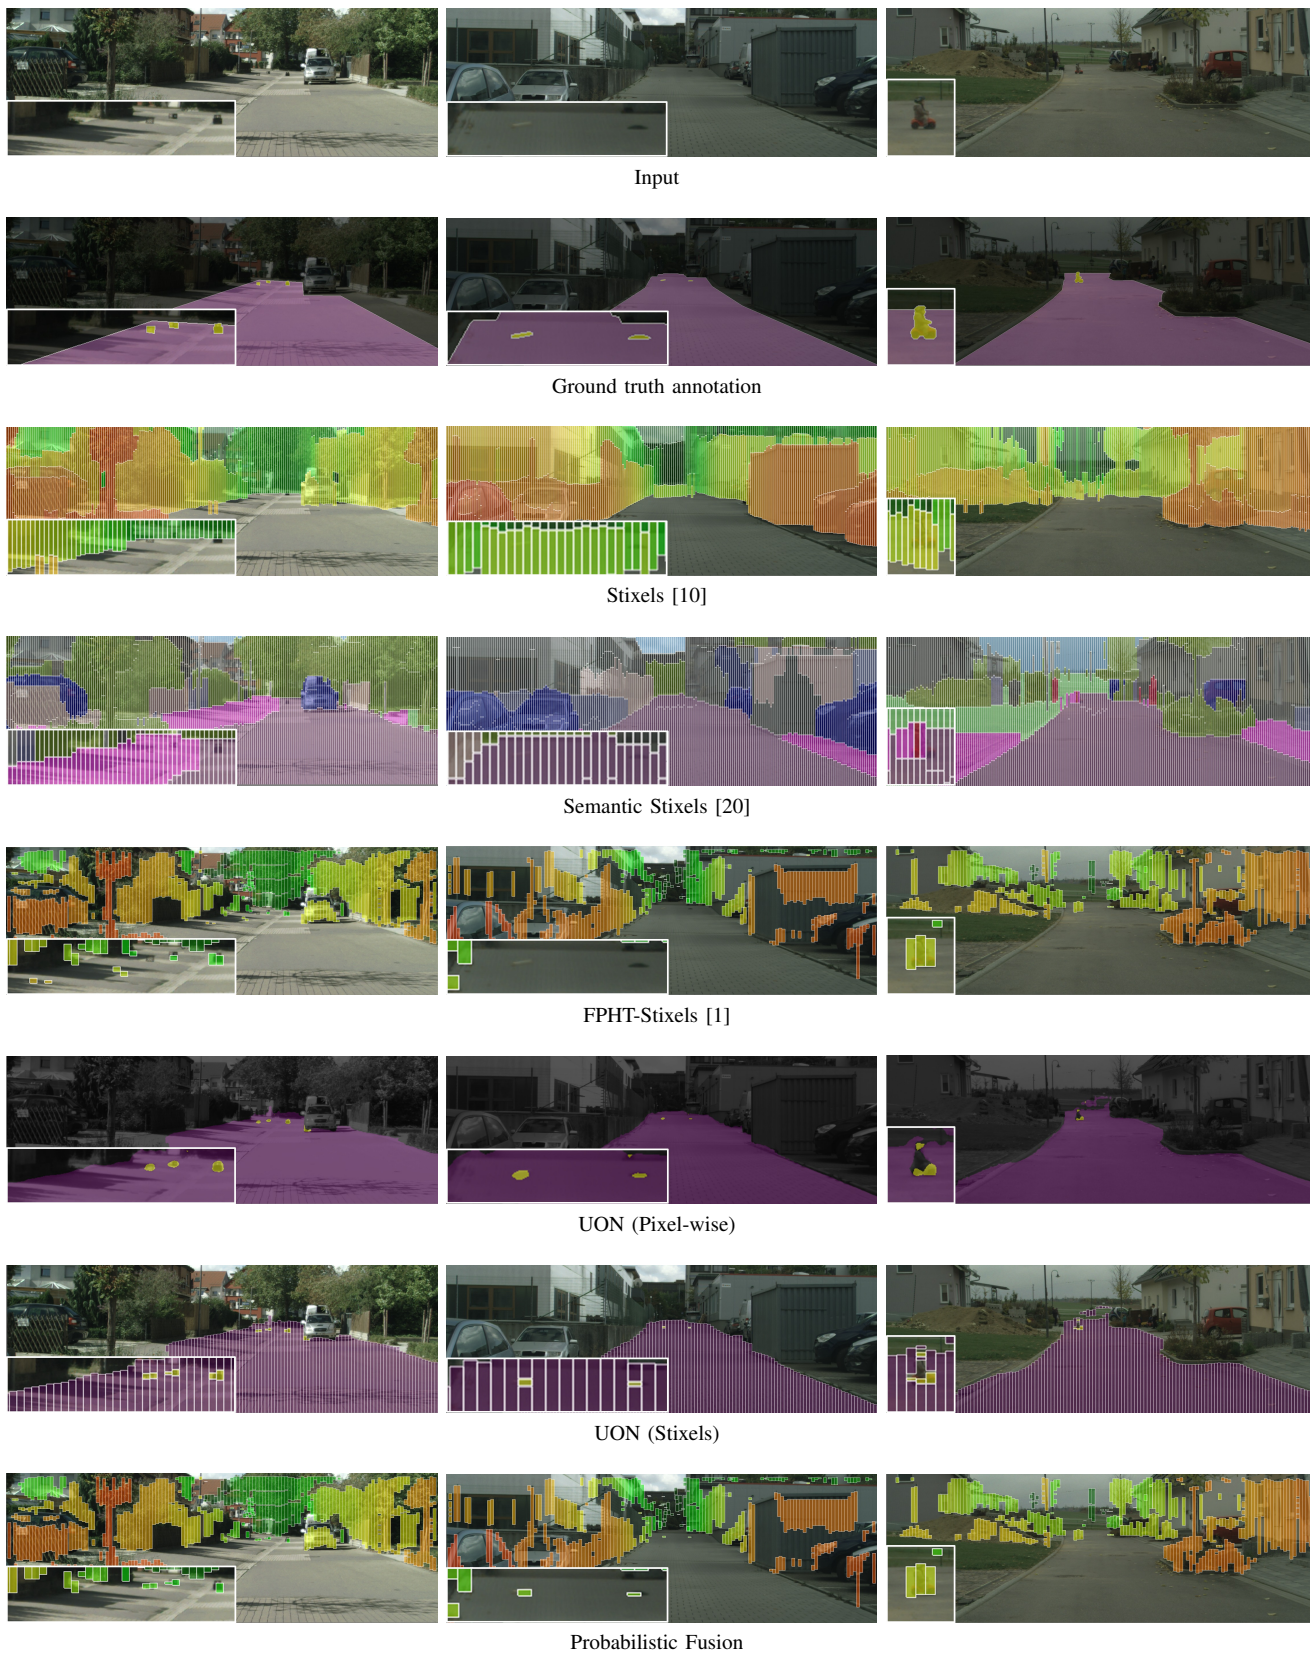 Input
Ground truth annotation
Stixels [10]
Semantic Stixels [20]
FPHT-Stixels [1]
UON (Pixel-wise)
UON (Stixels)
Probabilistic Fusion